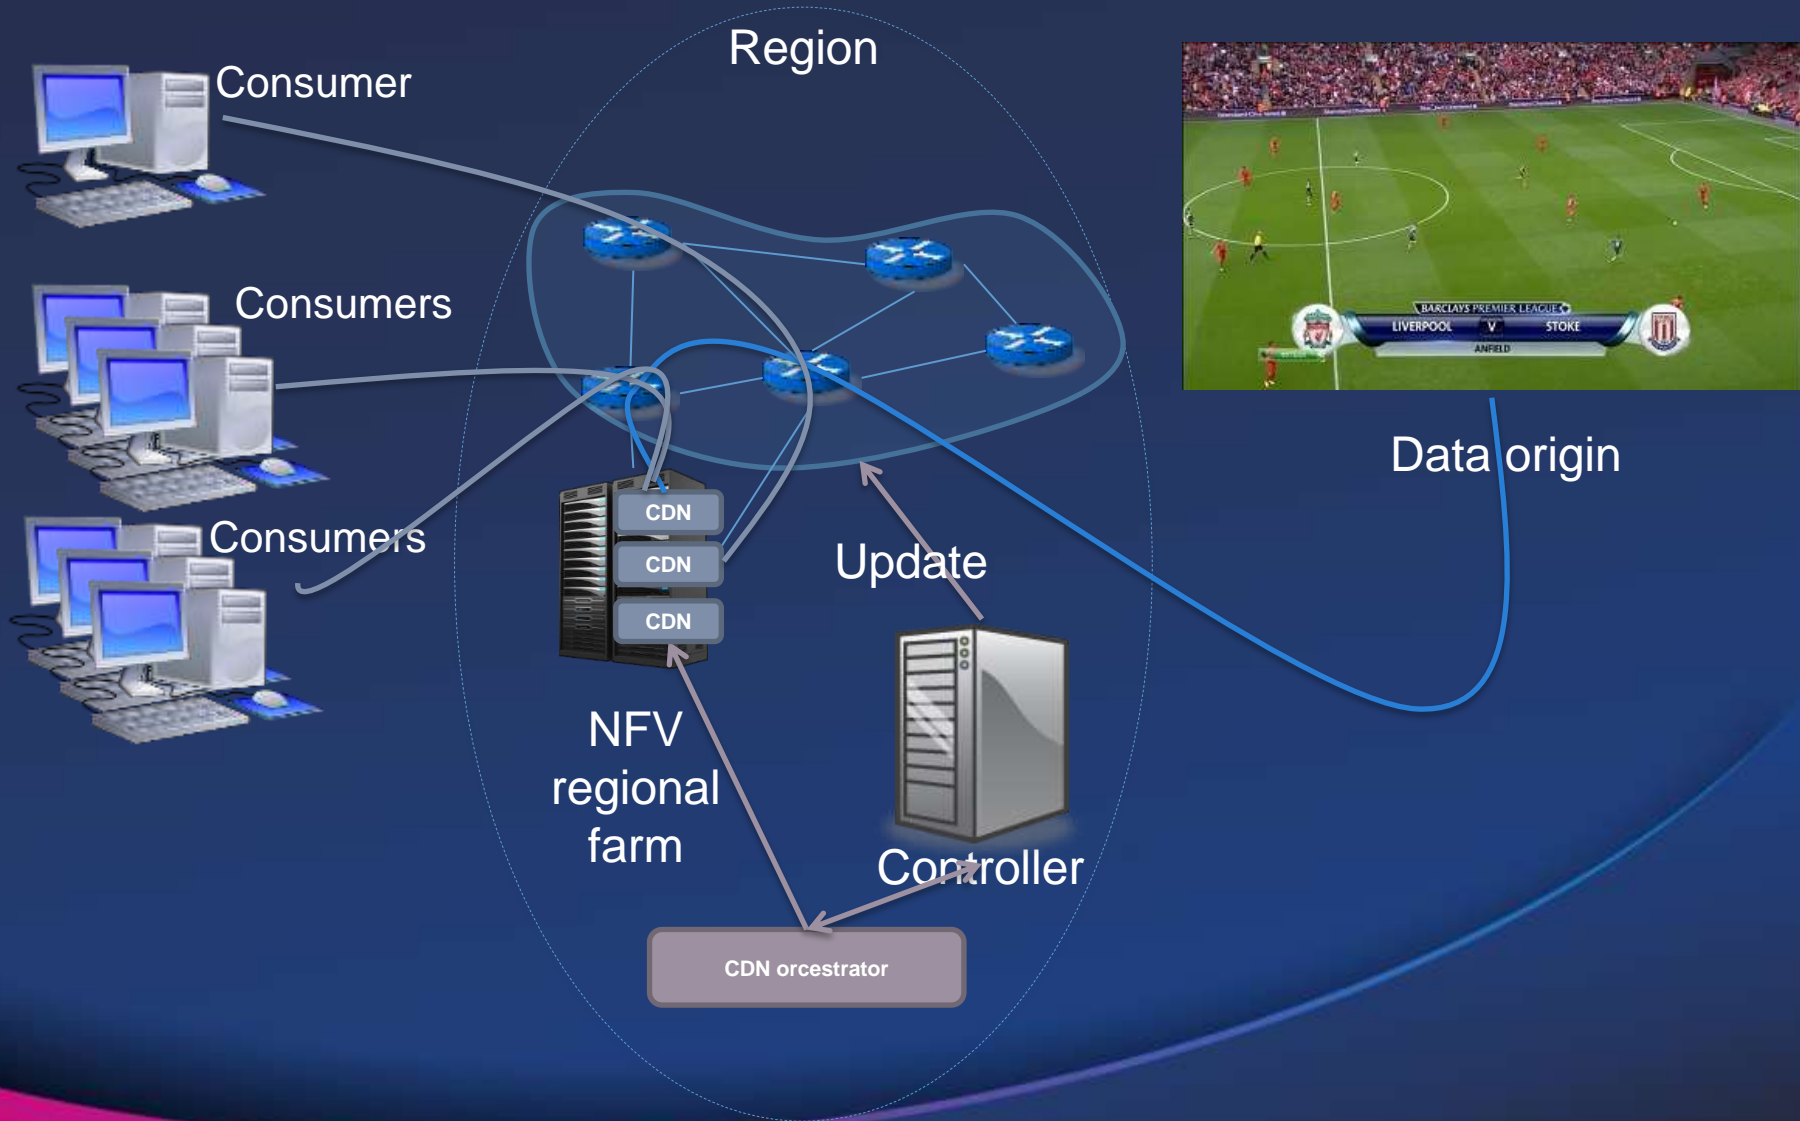 Region
Consumer
Consumers
Consumers
BARCLAYS PREMIER LEAGUE
LIVERPOOL V STOKE
ANFIELD
Data origin
CDN
CDN
CDN
Update
NFV
regional
farm
Controller
CDN orcestrator